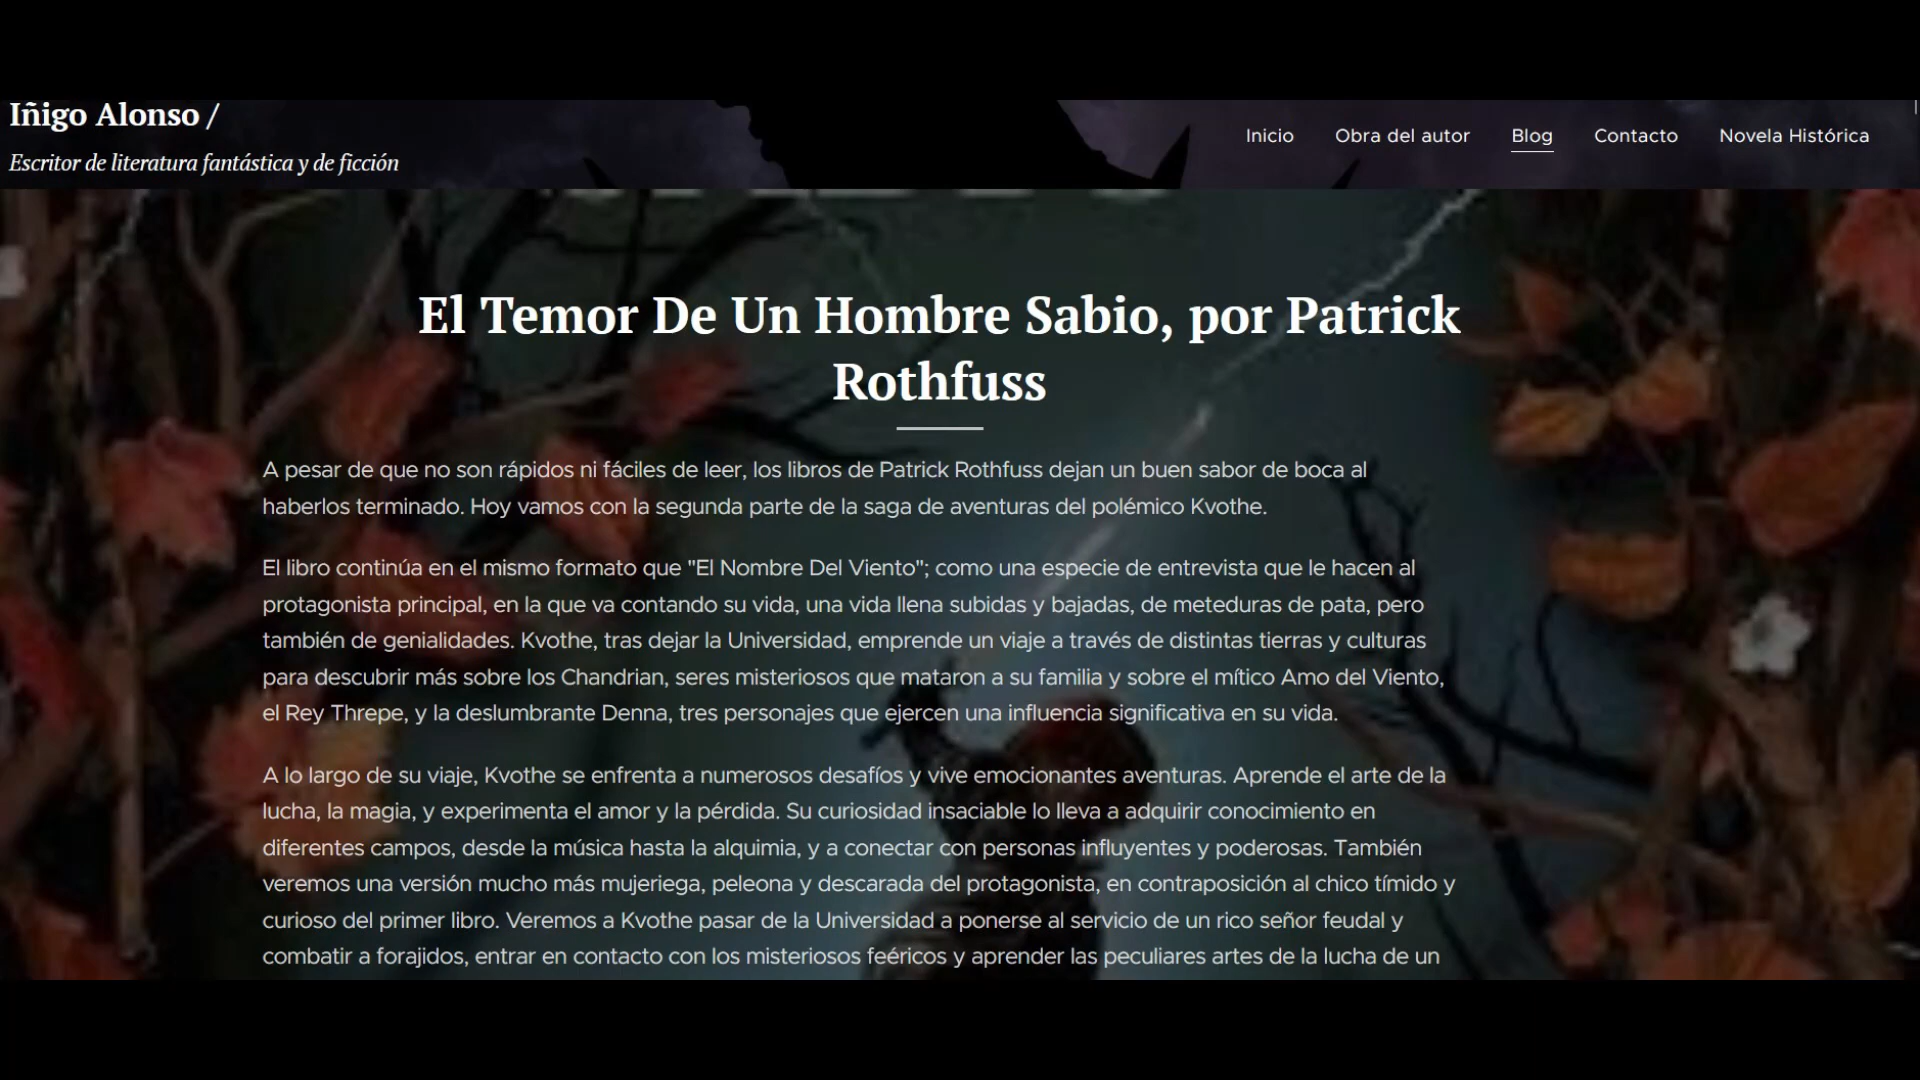 Iñigo Alonso /
Escritor de literatura fantástica y de ficción
Inicio Obra del autor Blog Contacto Novela Histórica
El Temor De Un Hombre Sabio, por Patrick
Rothfuss
A pesar de que no son rápidos ni fáciles de leer, los libros de Patrick Rothfuss dejan un buen sabor de boca al
haberlos terminado. Hoy vamos con la segunda parte de la saga de aventuras del polémico Kvothe.
El libro continúa en el mismo formato que "El Nombre Del Viento"; como una especie de entrevista que le hacen al
protagonista principal, en la que va contando su vida, una vida llena subidas y bajadas, de meteduras de pata, pero
también de genialidades. Kvothe, tras dejar la Universidad, emprende un viaje a través de distintas tierras y culturas
para descubrir más sobre los Chandrian, seres misteriosos que mataron a su familia y sobre el mítico Amo del Viento,
el Rey Threpe, y la deslumbrante Denna, tres personajes que ejercen una influencia significativa en su vida.
A lo largo de su viaje, Kvothe se enfrenta a numerosos desafíos y vive emocionantes aventuras. Aprende el arte de la
lucha, la magia, y experimenta el amor y la pérdida. Su curiosidad insaciable lo lleva a adquirir conocimiento en
diferentes campos, desde la música hasta la alquimia, y a conectar con personas influyentes y poderosas. También
veremos una versión mucho más mujeriega, peleona y descarada del protagonista, en contraposición al chico tímido y
curioso del primer libro. Veremos a Kvothe pasar de la Universidad a ponerse al servicio de un rico señor feudal y
combatir a forajidos, entrar en contacto con los misteriosos feéricos y aprender las peculiares artes de la lucha de un